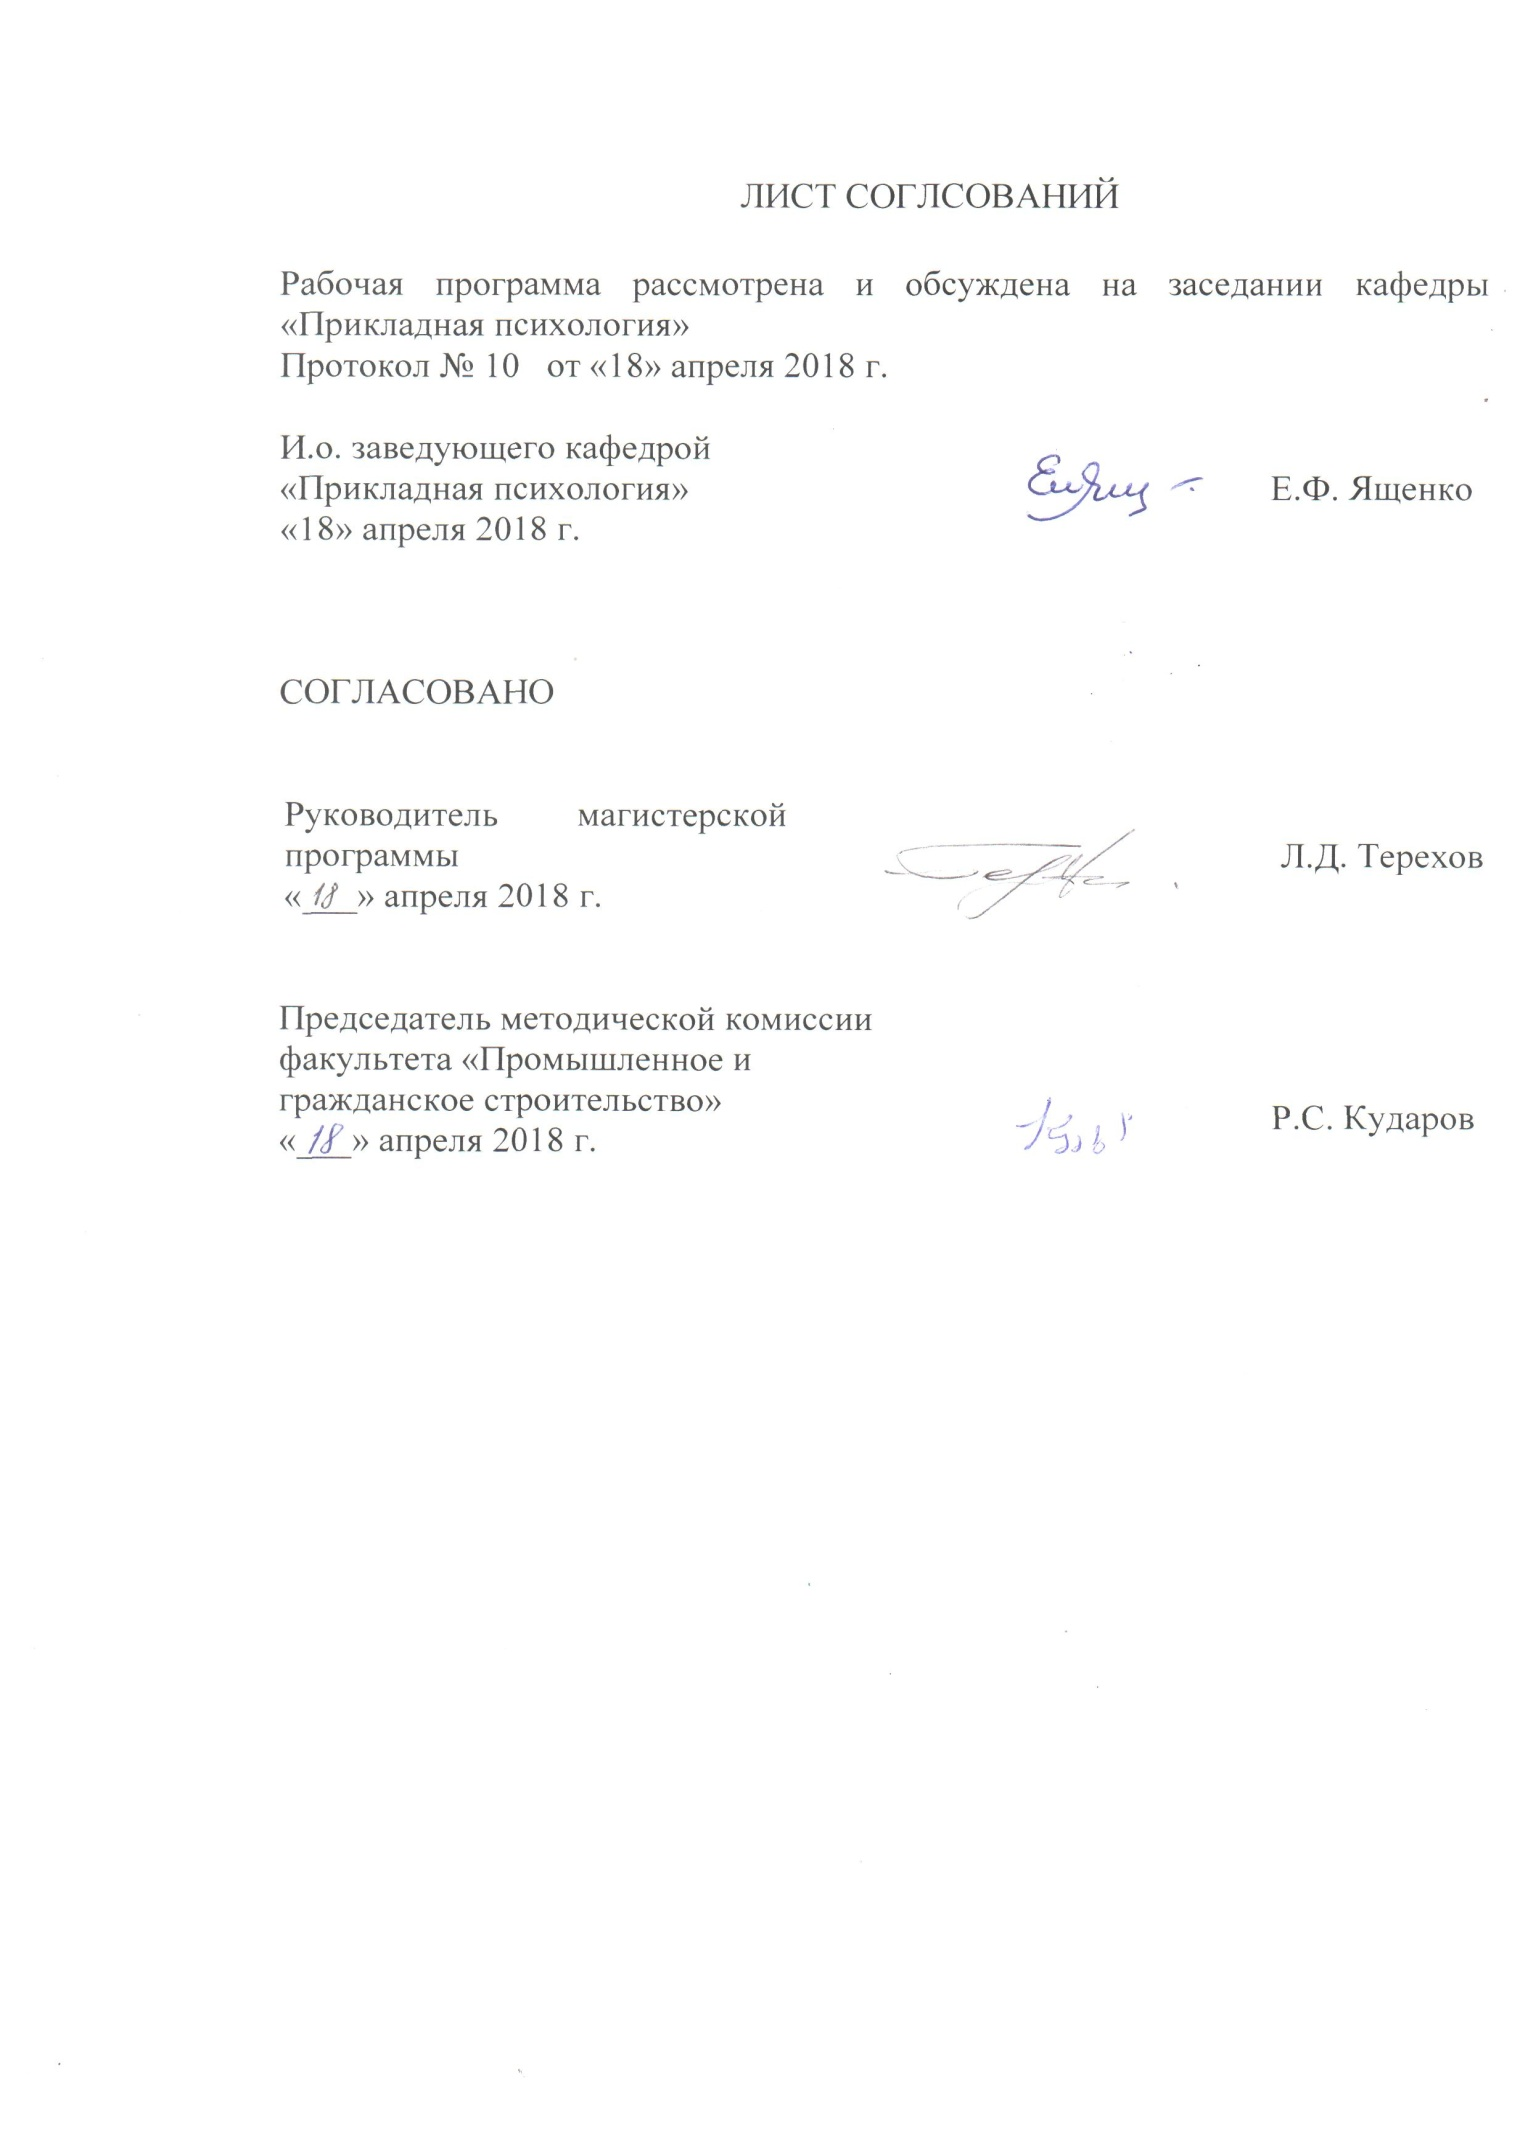 ЛИСТ СОГЛСОВАНИЙ
Рабочая программа рассмотрена и обсуждена на заседании кафедры
«Прикладная психология»
Протокол № 10 от «18» апреля 2018 г.
И.о. заведующего кафедрой
«Прикладная психология» Е.Ф. Ященко
«18» апреля 2018 г.
СОГЛАСОВАНО
Руководитель магистерской
программы Л.Д. Терехов
«18» апреля 2018 г.
Председатель методической комиссии
факультета «Промышленное и
гражданское строительство»
Р.С. Кударов
«18» апреля 2018 г.